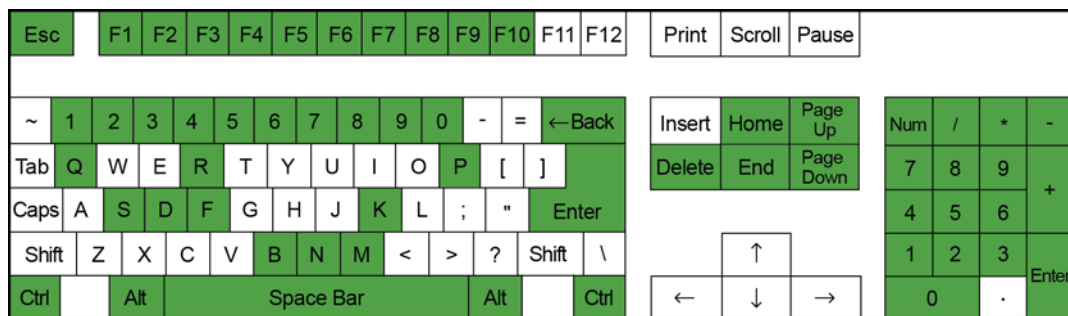 Esc F1 F2 F3 F4 F5 F6 F7 F8 F9 F10 F11 F12 Print Scroll Pause
~ 1 2 3 4 5 6 7 8 9 0 - = ←Back Insert Home Page Up Num / * -
Tab Q W E R T Y U I O P [ ] Delete End Page Down 7 8 9 +
Caps A S D F G H J K L ; " Enter 4 5 6
Shift Z X C V B N M < > ? Shift \ ↑ 1 2 3 Enter
Ctrl Alt Space Bar Alt Ctrl ← ↓ → 0 .